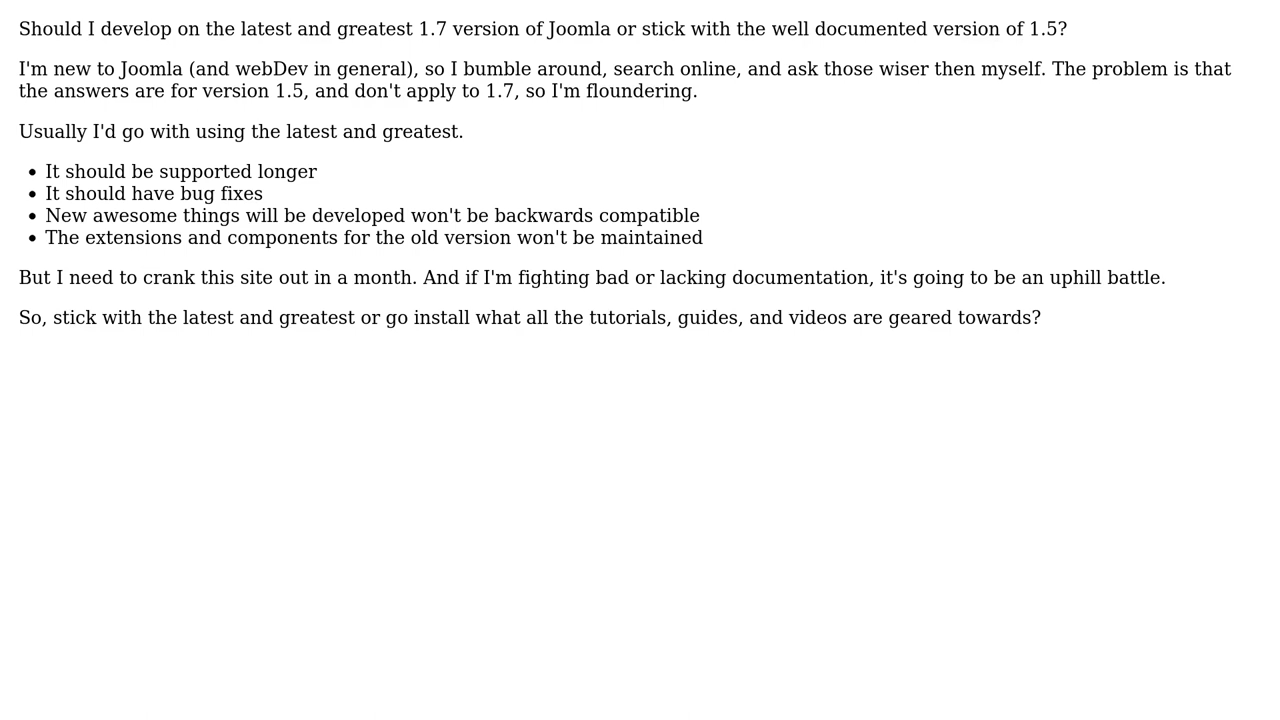 Should I develop on the latest and greatest 1.7 version of Joomla or stick with the well documented version of 1.5?
I'm new to Joomla (and webDev in general), so I bumble around, search online, and ask those wiser then myself. The problem is that
the answers are for version 1.5, and don't apply to 1.7, so I'm floundering.
Usually I'd go with using the latest and greatest.
• It should be supported longer
• It should have bug fixes
• New awesome things will be developed won't be backwards compatible
• The extensions and components for the old version won't be maintained
But I need to crank this site out in a month. And if I'm fighting bad or lacking documentation, it's going to be an uphill battle.
So, stick with the latest and greatest or go install what all the tutorials, guides, and videos are geared towards?